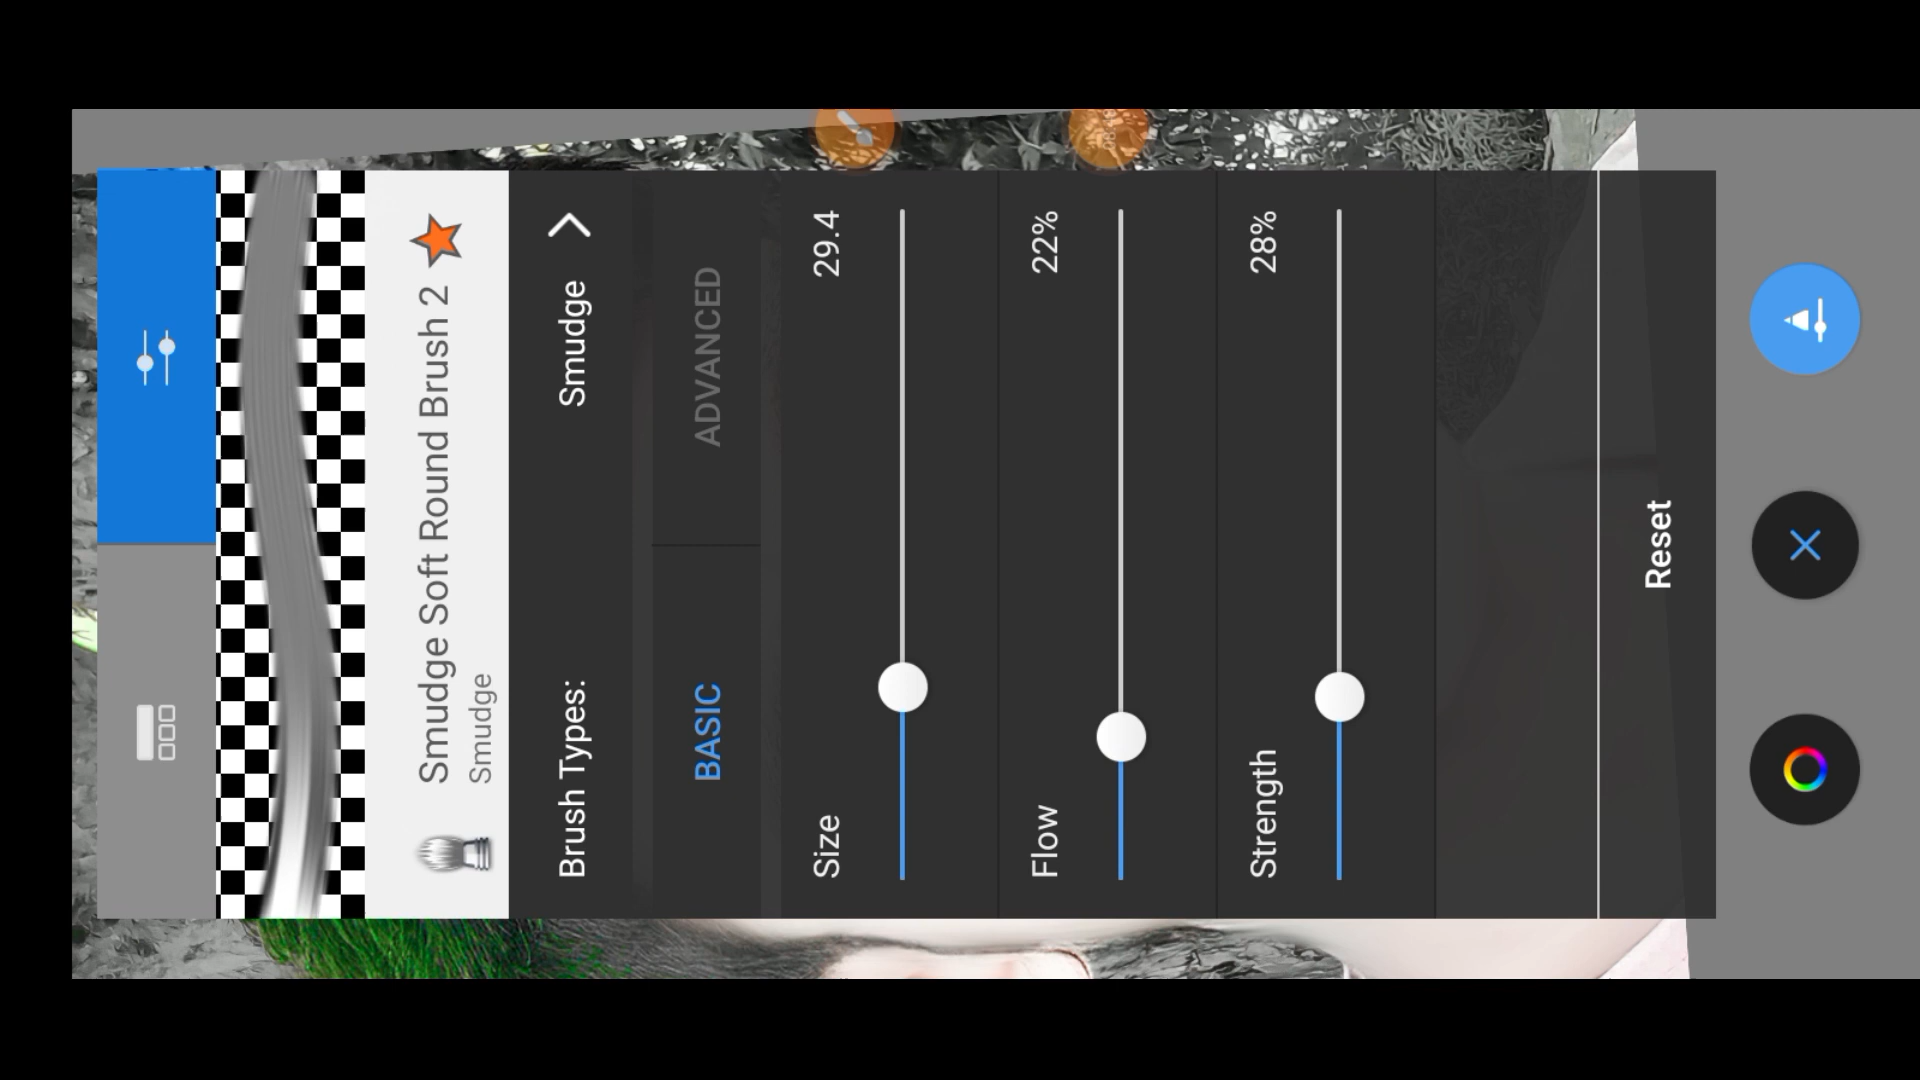 Smudge Soft Round Brush 2
Smudge
Brush Types: Smudge
BASIC ADVANCED
Size 29.4
Flow 22%
Strength 28%
Reset